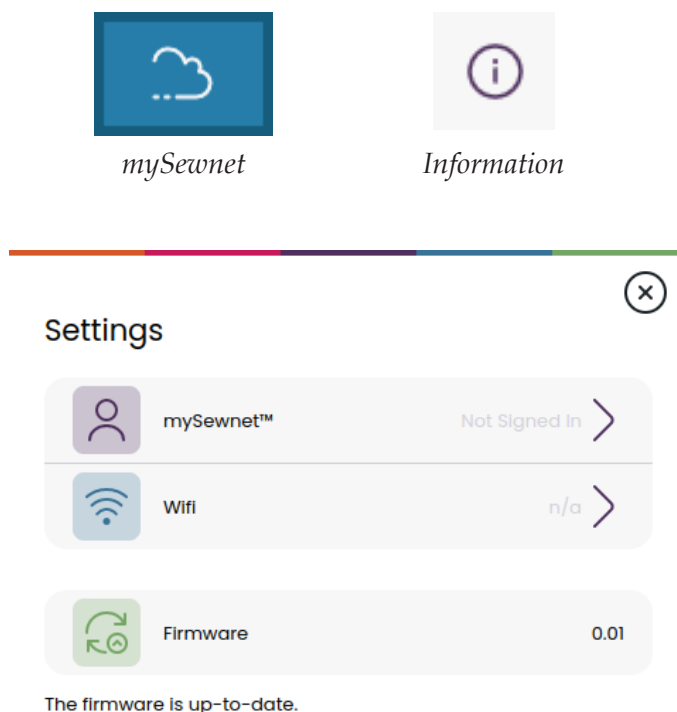 mySewnet Information
Settings
mySewnet™ Not Signed In
Wifi n/a
Firmware 0.01
The firmware is up-to-date.